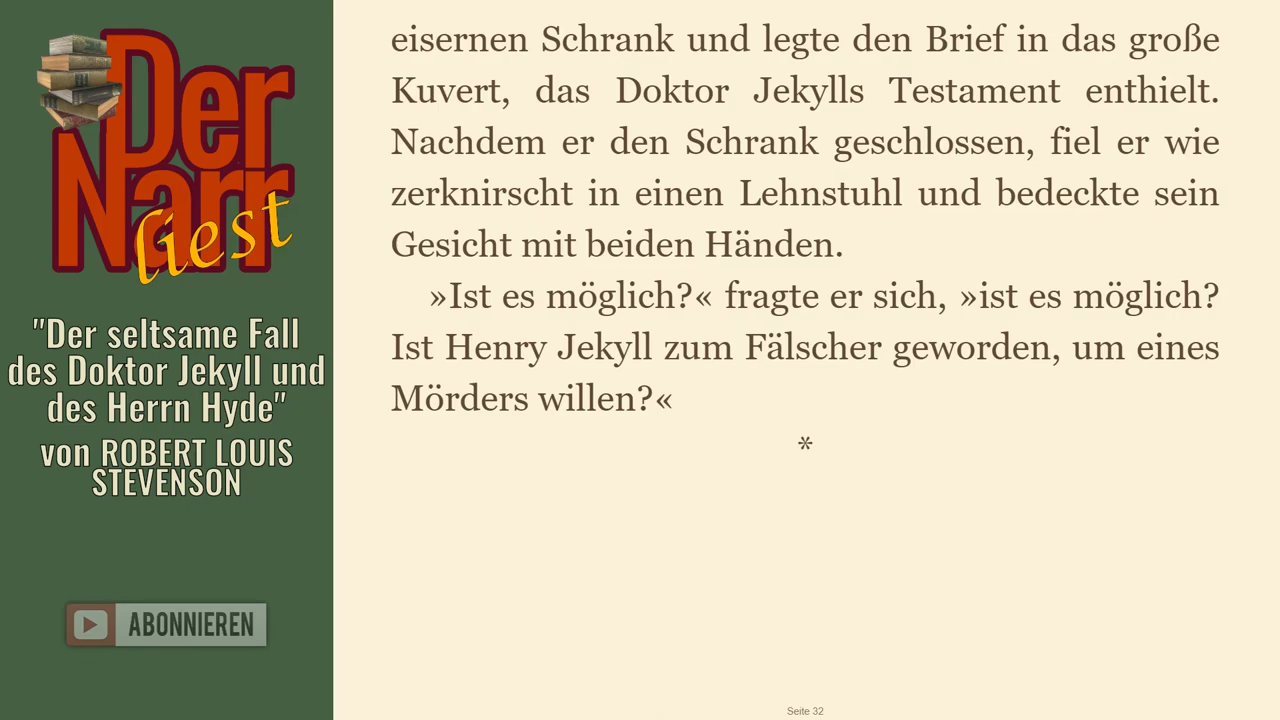 Der
Narr
liest
"Der seltsame Fall
des Doktor Jekyll und
des Herrn Hyde"
von ROBERT LOUIS
STEVENSON
ABONNIEREN
eisernen Schrank und legte den Brief in das große
Kuvert, das Doktor Jekylls Testament enthielt.
Nachdem er den Schrank geschlossen, fiel er wie
zerknirscht in einen Lehnstuhl und bedeckte sein
Gesicht mit beiden Händen.
»Ist es möglich?« fragte er sich, »ist es möglich?
Ist Henry Jekyll zum Fälscher geworden, um eines
Mörders willen?«
*
Seite 32